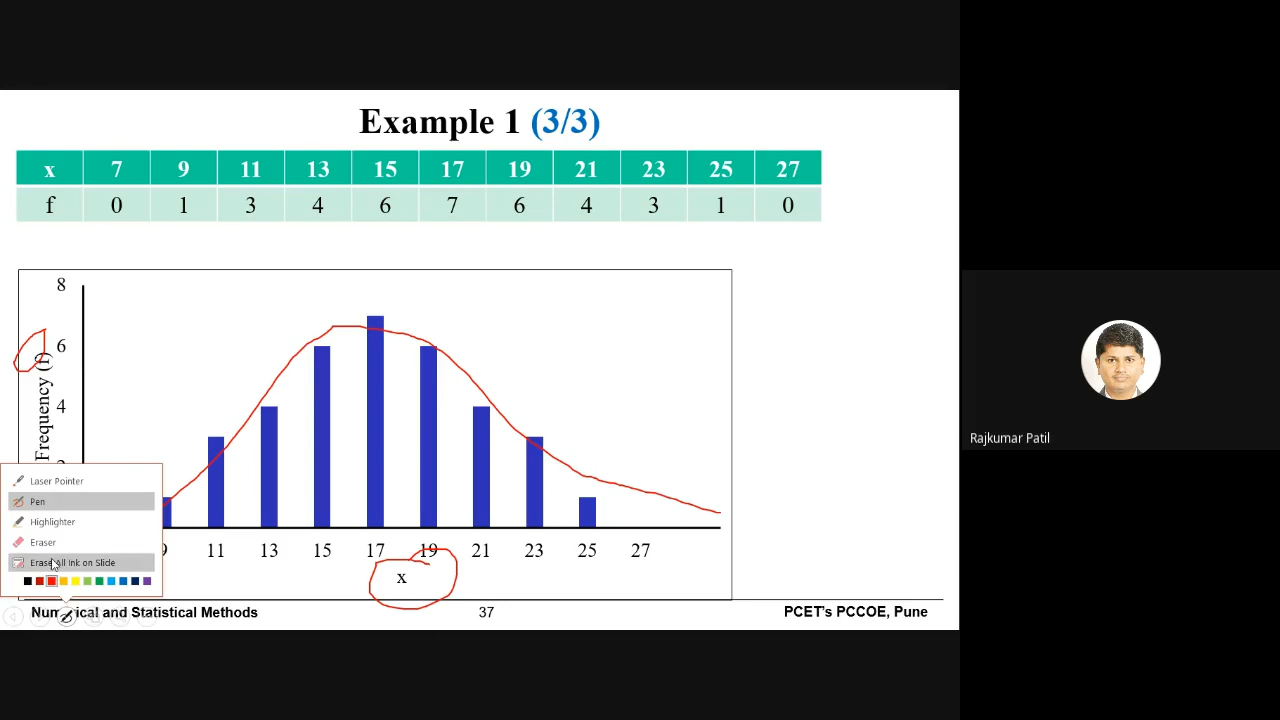 Example 1 (3/3)
x 7 9 11 13 15 17 19 21 23 25 27
f 0 1 3 4 6 7 6 4 3 1 0
8
6
4
2
Frequency (f)
9 11 13 15 17 19 21 23 25 27
x
Laser Pointer
Pen
Highlighter
Eraser
Erase All Ink on Slide
Numerical and Statistical Methods 37 PCET's PCCOE, Pune
Rajkumar Patil